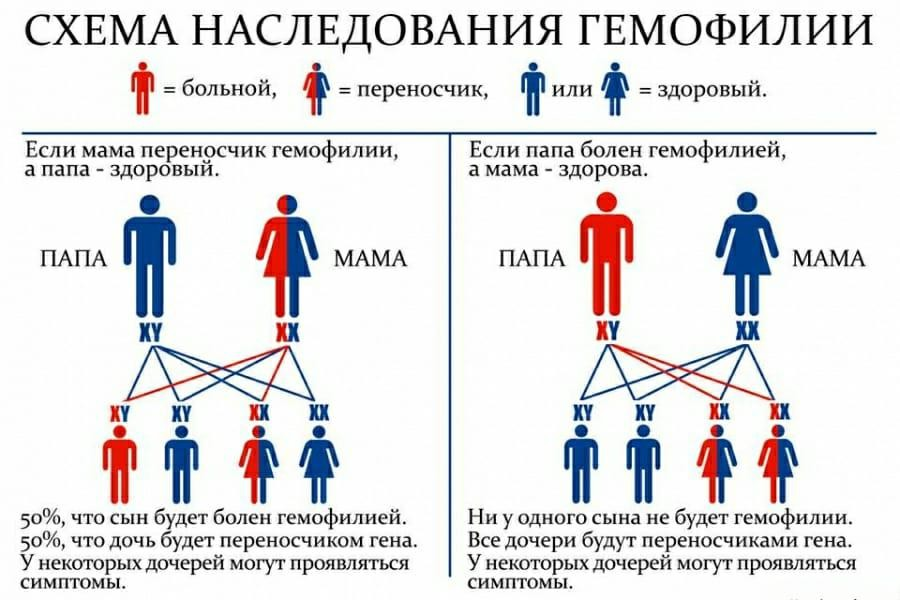 СХЕМА НАСЛЕДОВАНИЯ ГЕМОФИЛИИ
= больной, = переносчик, или = здоровый.
Если мама переносчик гемофилии,
а папа - здоровый.
ПАПА МАМА
XY XX
XY XY XX XX
50%, что сын будет болен гемофилией.
50%, что дочь будет переносчиком гена.
У некоторых дочерей могут проявляться
симптомы.
Если папа болен гемофилией,
а мама - здорова.
ПАПА МАМА
XY XX
XY XY XX XX
Ни у одного сына не будет гемофилии.
Все дочери будут переносчиками гена.
У некоторых дочерей могут проявляться
симптомы.